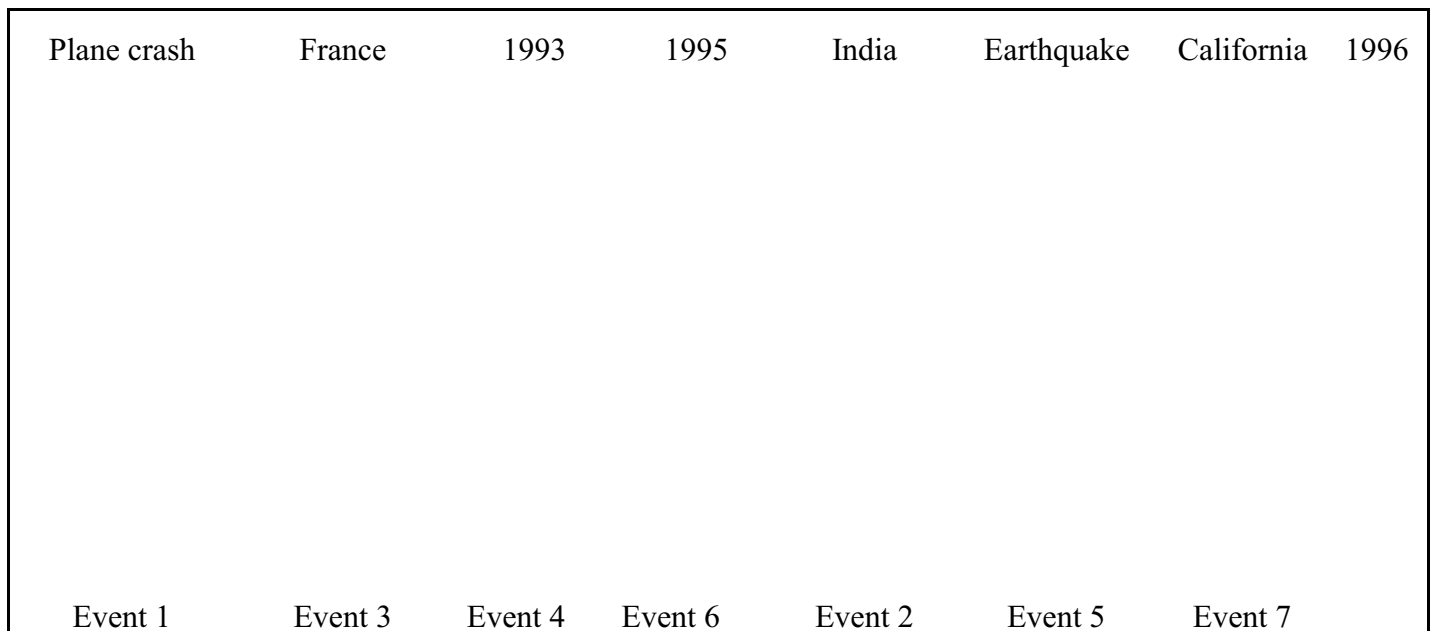 Plane crash France 1993 1995 India Earthquake California 1996
Event 1 Event 3 Event 4 Event 6 Event 2 Event 5 Event 7